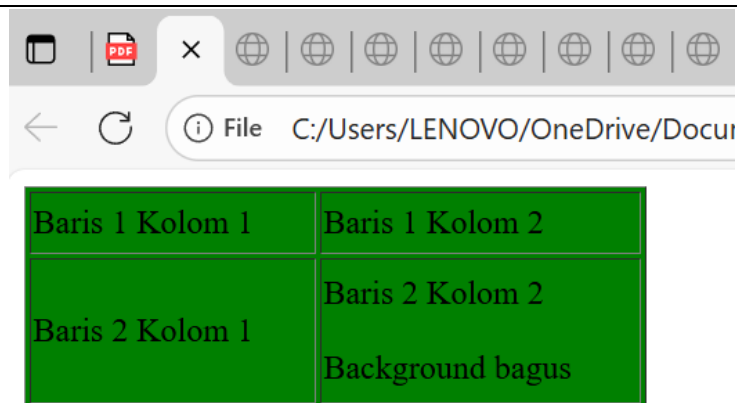 PDF
File C:/Users/LENOVO/OneDrive/Docu
Baris 1 Kolom 1 Baris 1 Kolom 2
Baris 2 Kolom 1
Baris 2 Kolom 2
Background bagus